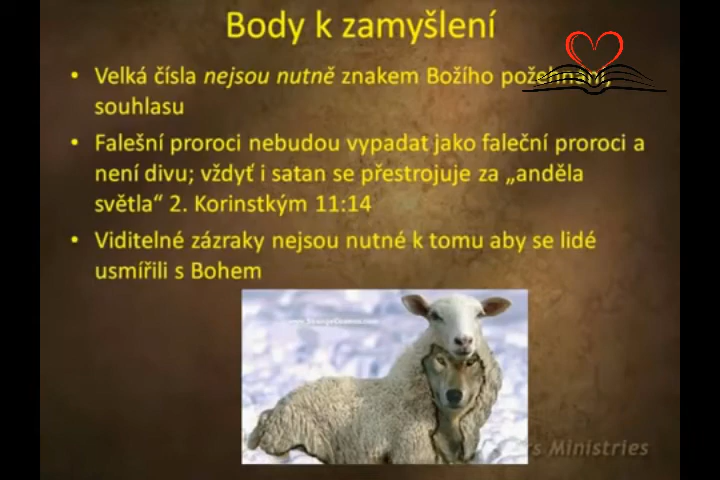 Body k zamyšlení
• Velká čísla nejsou nutně znakem Božího požehnání,
souhlasu
• Falešní proroci nebudou vypadat jako faleční proroci a
není divu; vždyť i satan se přestrojuje za „anděla
světla“ 2. Korinstkým 11:14
• Viditelné zázraky nejsou nutné k tomu aby se lidé
usmířili s Bohem
Ministries